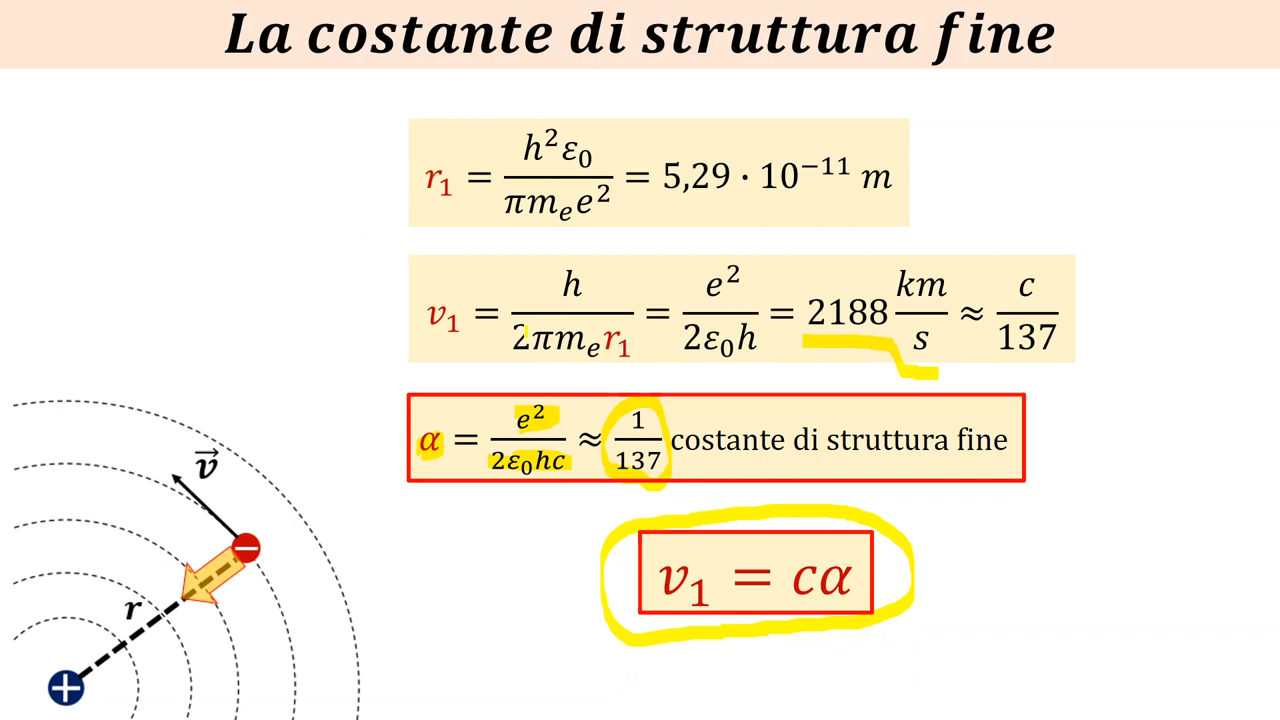 La costante di struttura fine
r₁ = h²ε₀ / πmₑe² = 5,29 · 10⁻¹¹ m
v₁ = h / 2πmₑr₁ = e² / 2ε₀h = 2188 km/s ≈ c/137
α = e² / 2ε₀hc ≈ 1/137 costante di struttura fine
v₁ = cα
v⃗
−
r
+